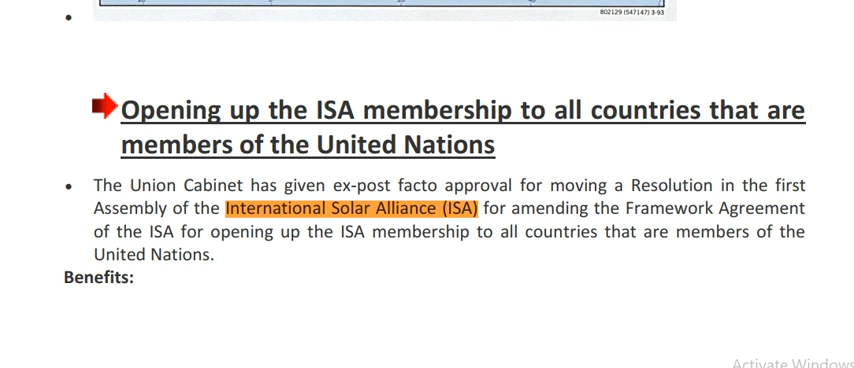 802129 (547147) 3-93
Opening up the ISA membership to all countries that are
members of the United Nations
• The Union Cabinet has given ex-post facto approval for moving a Resolution in the first
Assembly of the International Solar Alliance (ISA) for amending the Framework Agreement
of the ISA for opening up the ISA membership to all countries that are members of the
United Nations.
Benefits:
Activate Windows